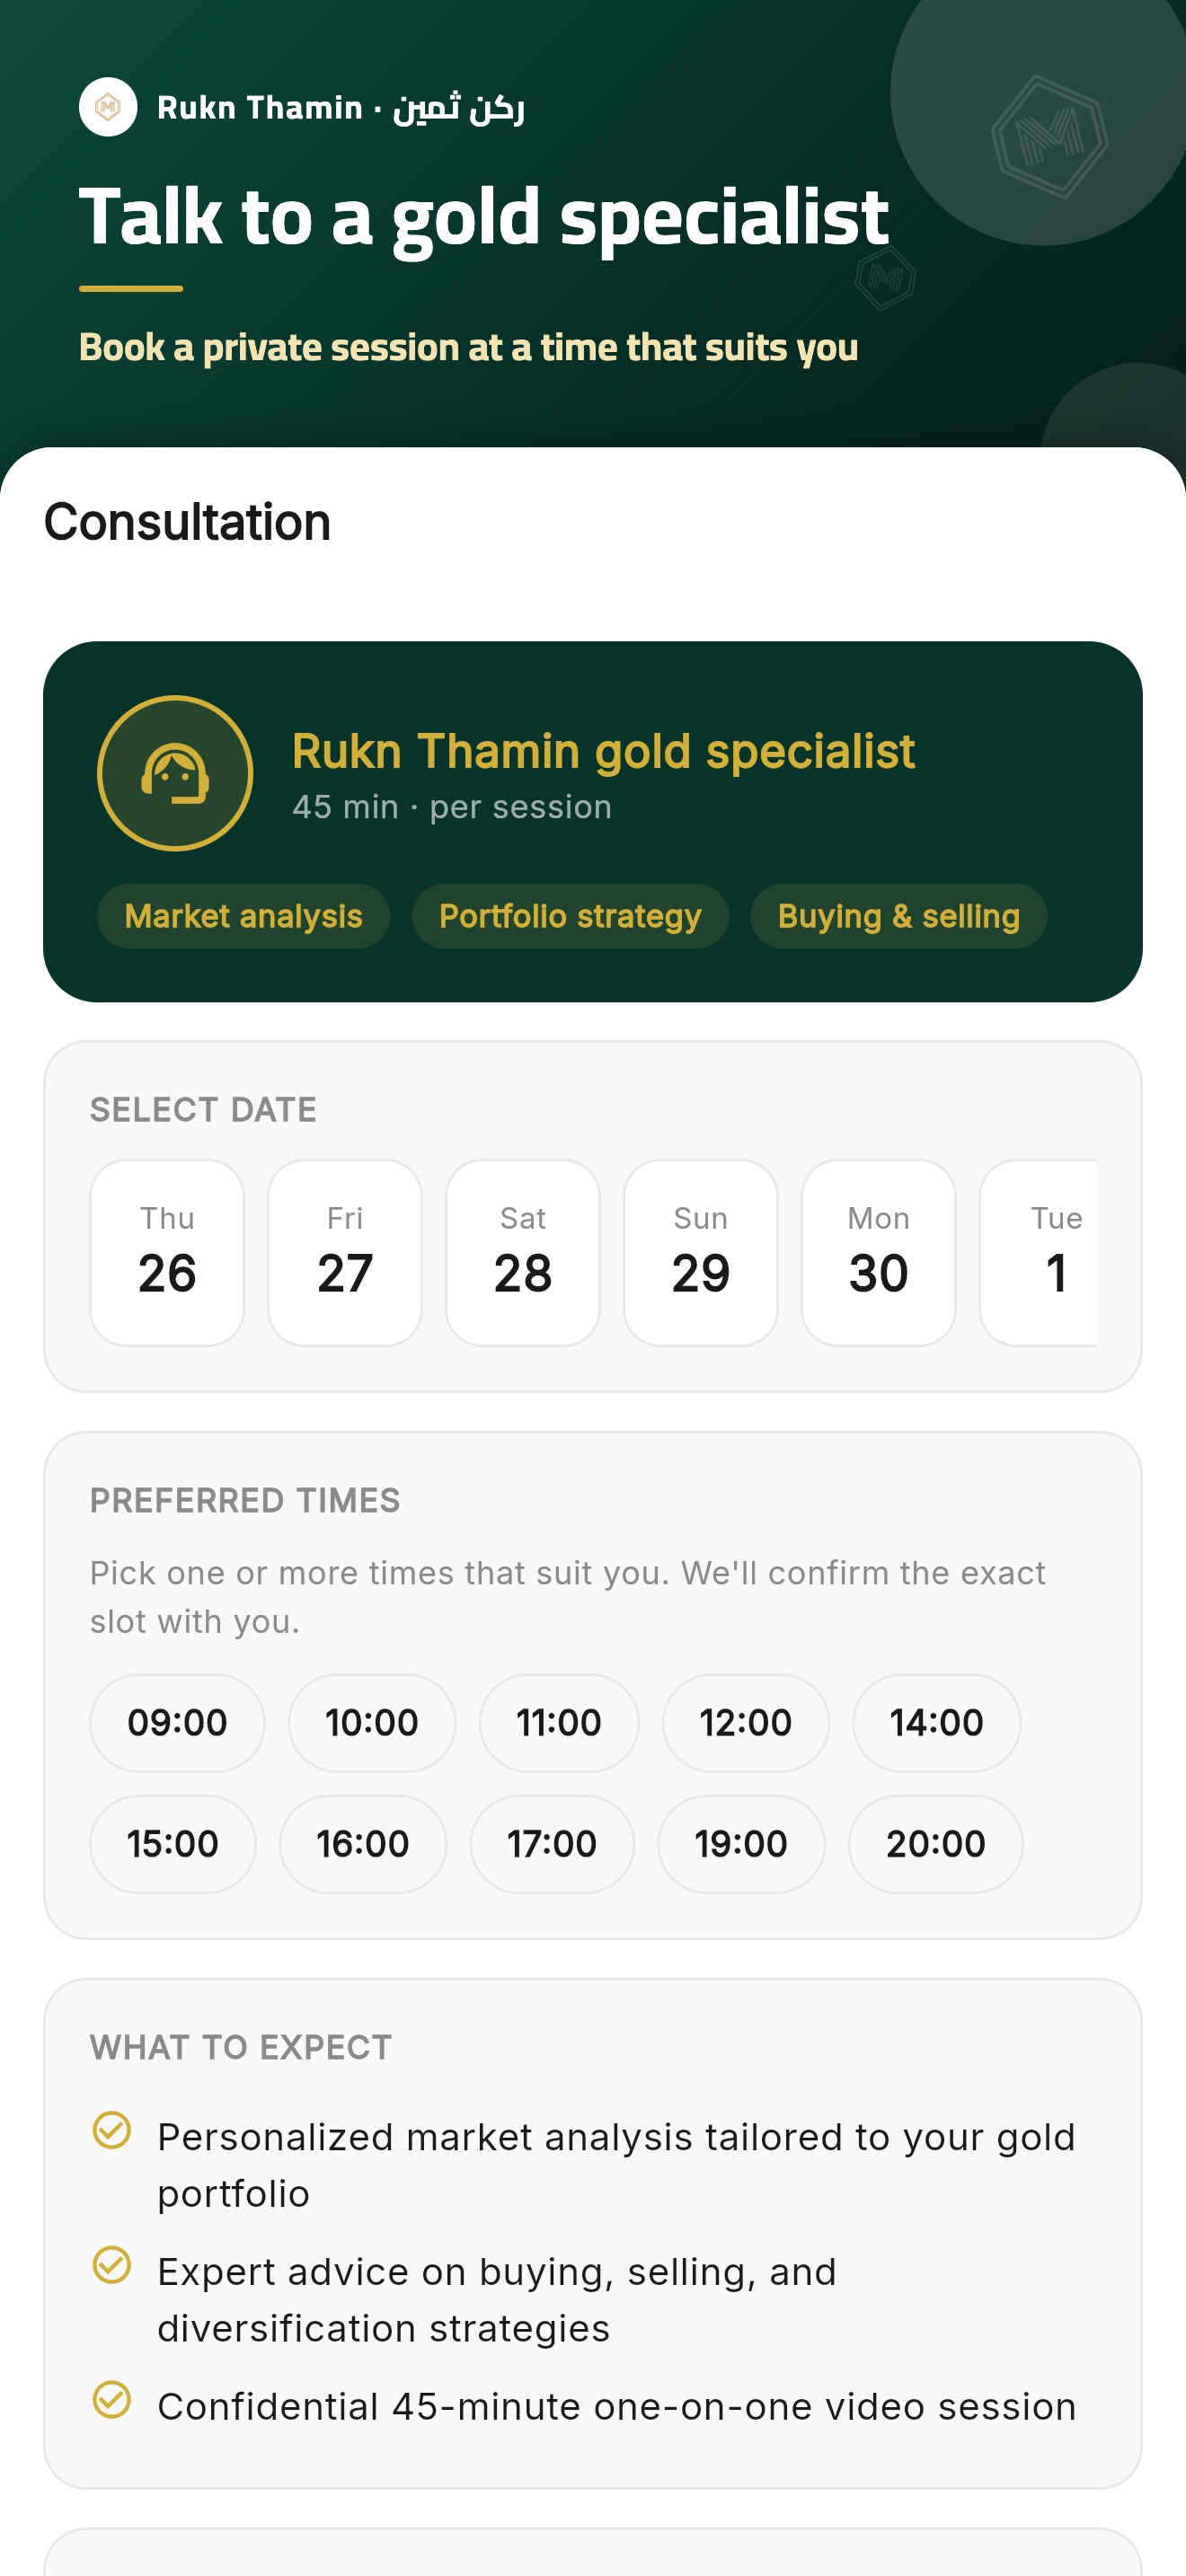 Rukn Thamin · ركن ثمين
Talk to a gold specialist
Book a private session at a time that suits you
Consultation
Rukn Thamin gold specialist
45 min · per session
Market analysis
Portfolio strategy
Buying & selling
SELECT DATE
Thu
26
Fri
27
Sat
28
Sun
29
Mon
30
Tue
1
PREFERRED TIMES
Pick one or more times that suit you. We'll confirm the exact
slot with you.
09:00
10:00
11:00
12:00
14:00
15:00
16:00
17:00
19:00
20:00
WHAT TO EXPECT
Personalized market analysis tailored to your gold
portfolio
Expert advice on buying, selling, and
diversification strategies
Confidential 45-minute one-on-one video session